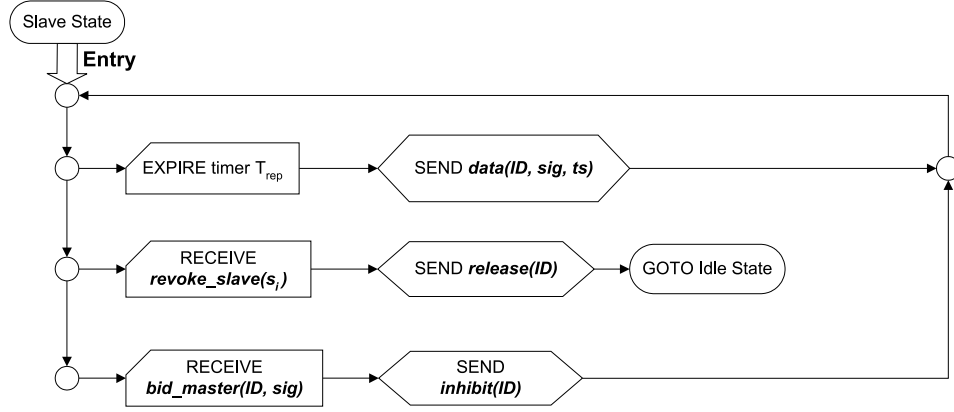 Slave State
Entry
EXPIRE timer T_rep
SEND data(ID, sig, ts)
RECEIVE
revoke_slave(s_i)
SEND release(ID)
GOTO Idle State
RECEIVE
bid_master(ID, sig)
SEND
inhibit(ID)